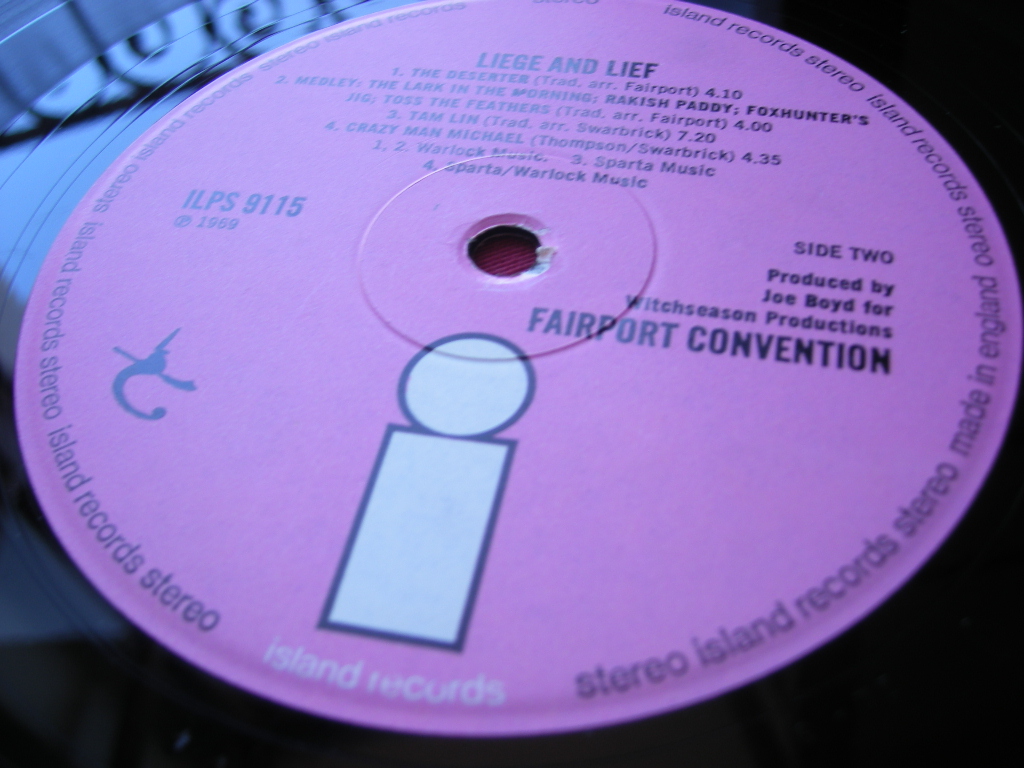 LIEGE AND LIEF
1. THE DESERTER (Trad. arr. Fairport) 4.10
2. MEDLEY: THE LARK IN THE MORNING; RAKISH PADDY; FOXHUNTER'S
JIG; TOSS THE FEATHERS (Trad. arr. Fairport) 4.00
3. TAM LIN (Trad. arr. Swarbrick) 7.20
4. CRAZY MAN MICHAEL (Thompson/Swarbrick) 4.35
1, 2. Warlock Music. 3. Sparta Music
4. Sparta/Warlock Music
ILPS 9115
℗ 1969
SIDE TWO
Produced by
Joe Boyd for
Witchseason Productions
FAIRPORT CONVENTION
i
island records
stereo island records stereo made in england
island records stereo island records stereo
stereo
stereo island records
stereo island records
island records stereo island records stereo